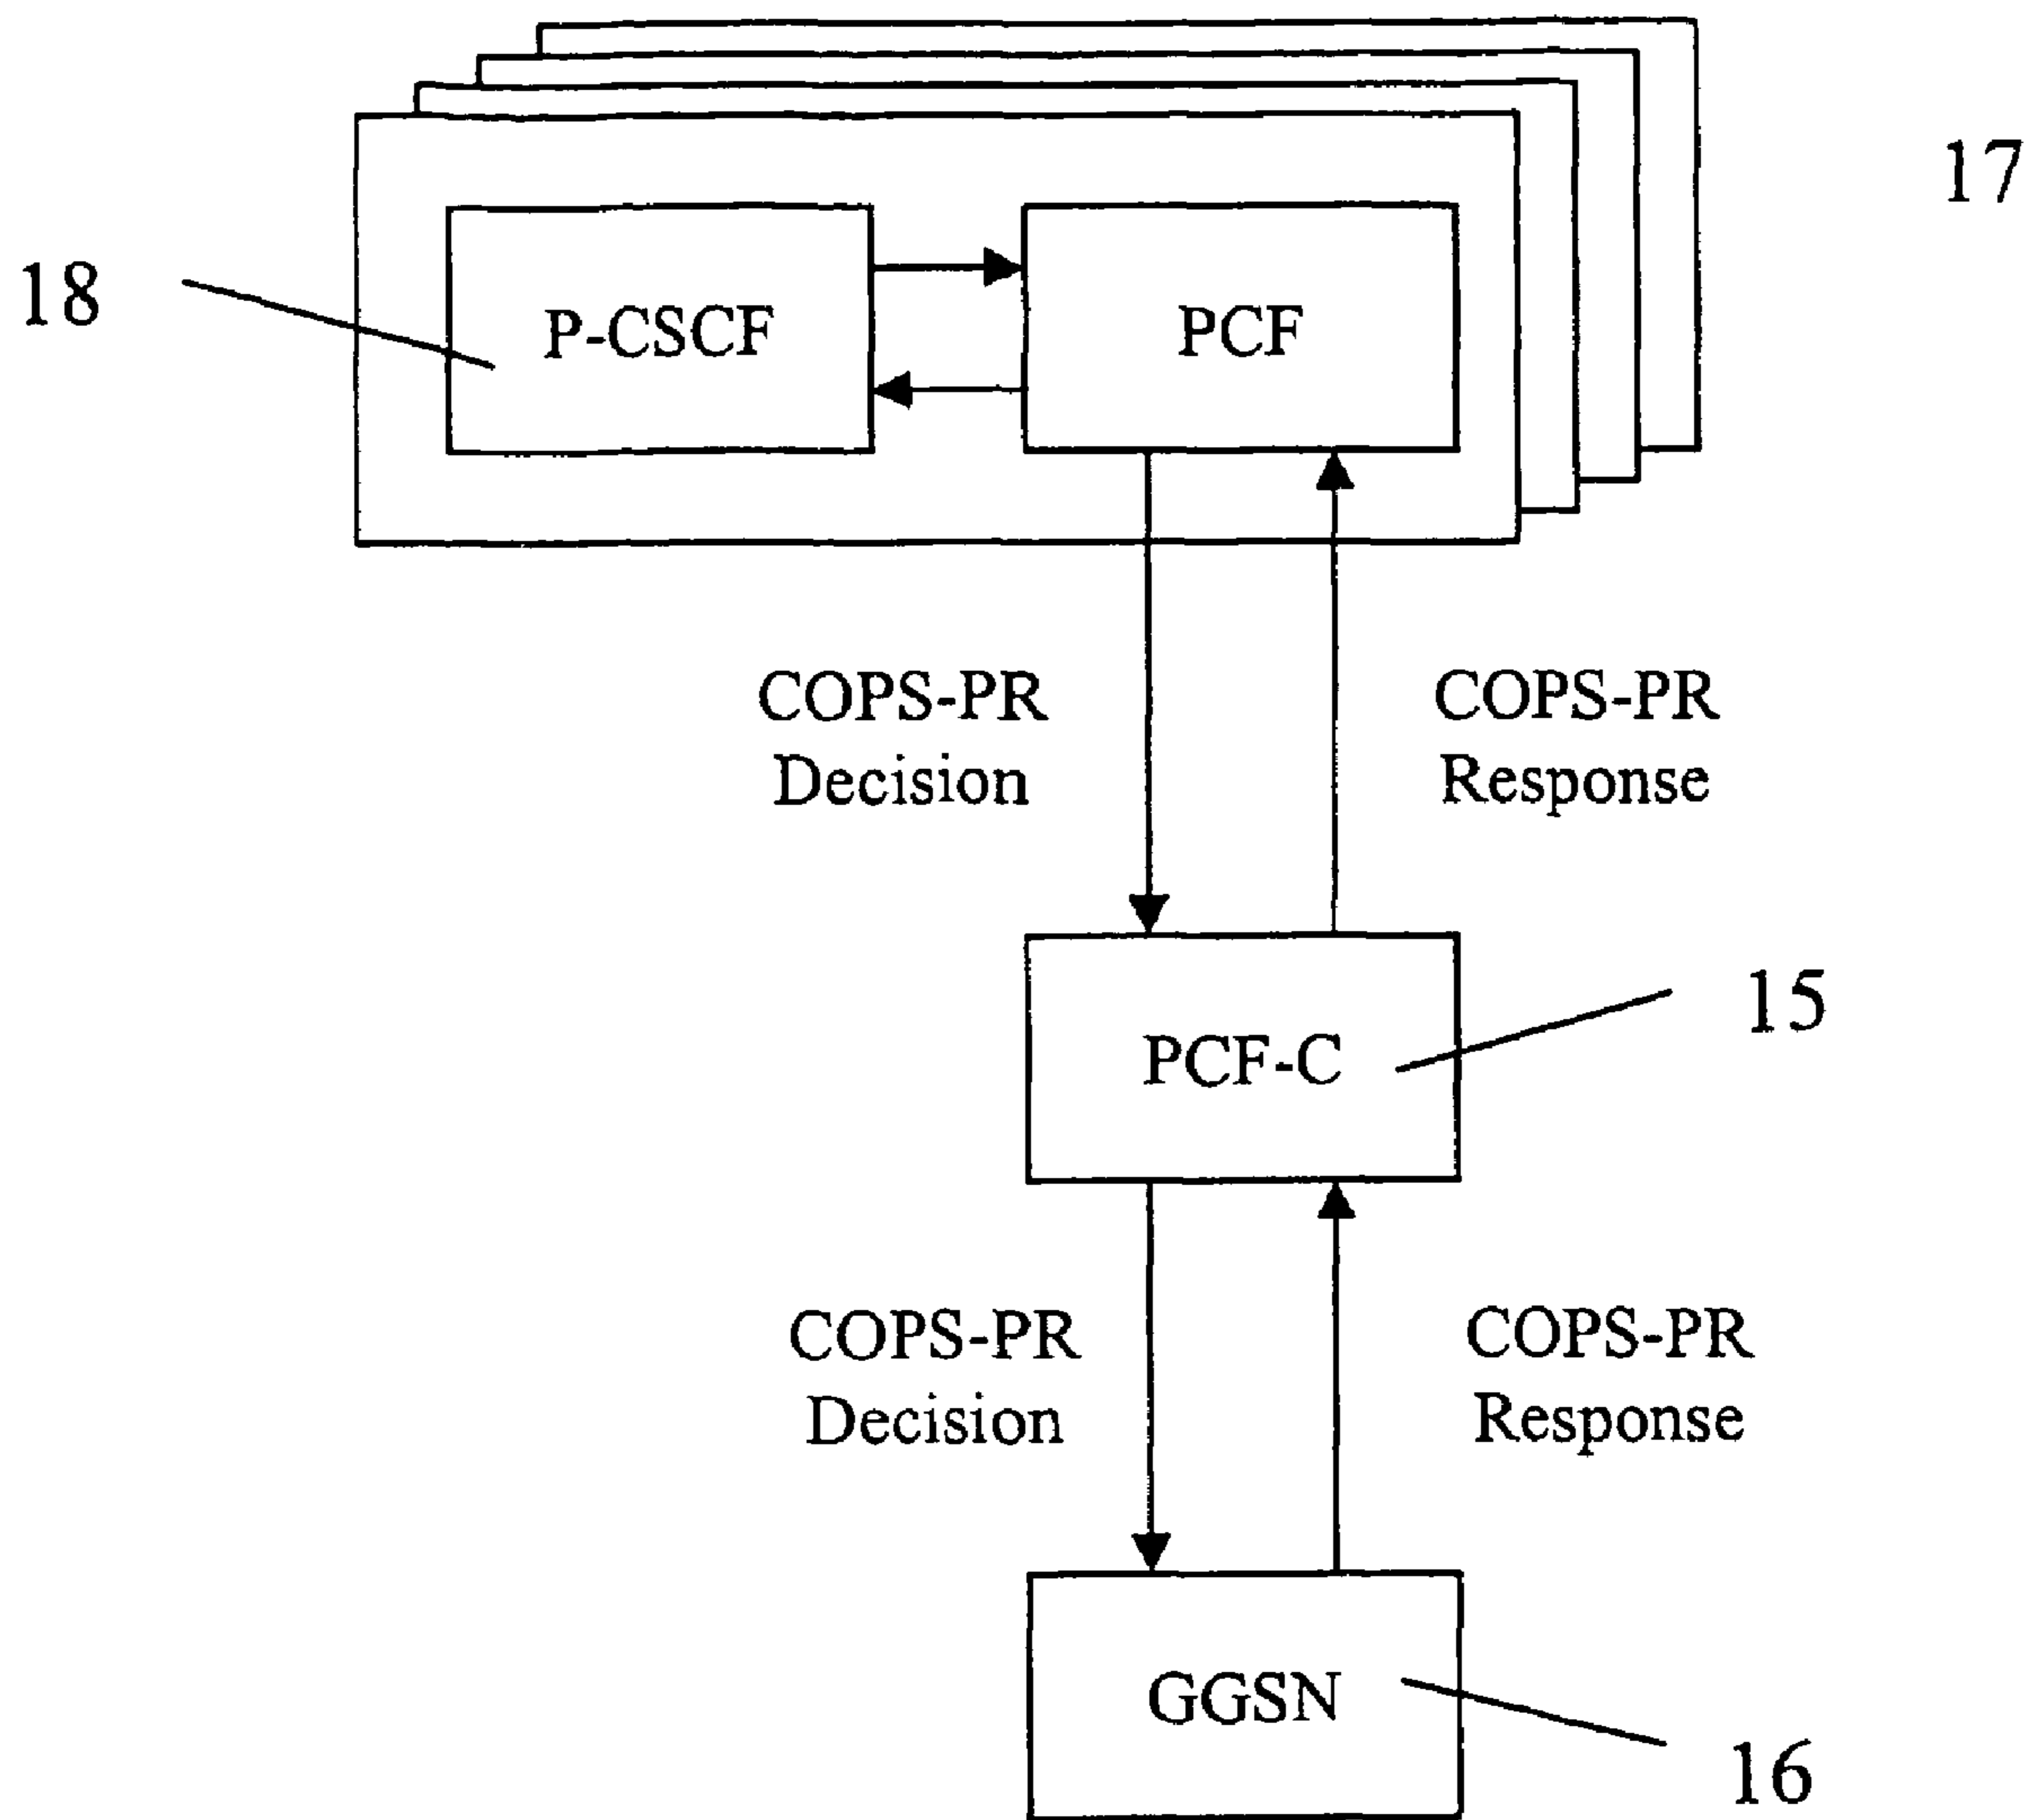 17
18
P-CSCF
PCF
COPS-PR
Decision
COPS-PR
Response
15
PCF-C
COPS-PR
Decision
COPS-PR
Response
GGSN
16